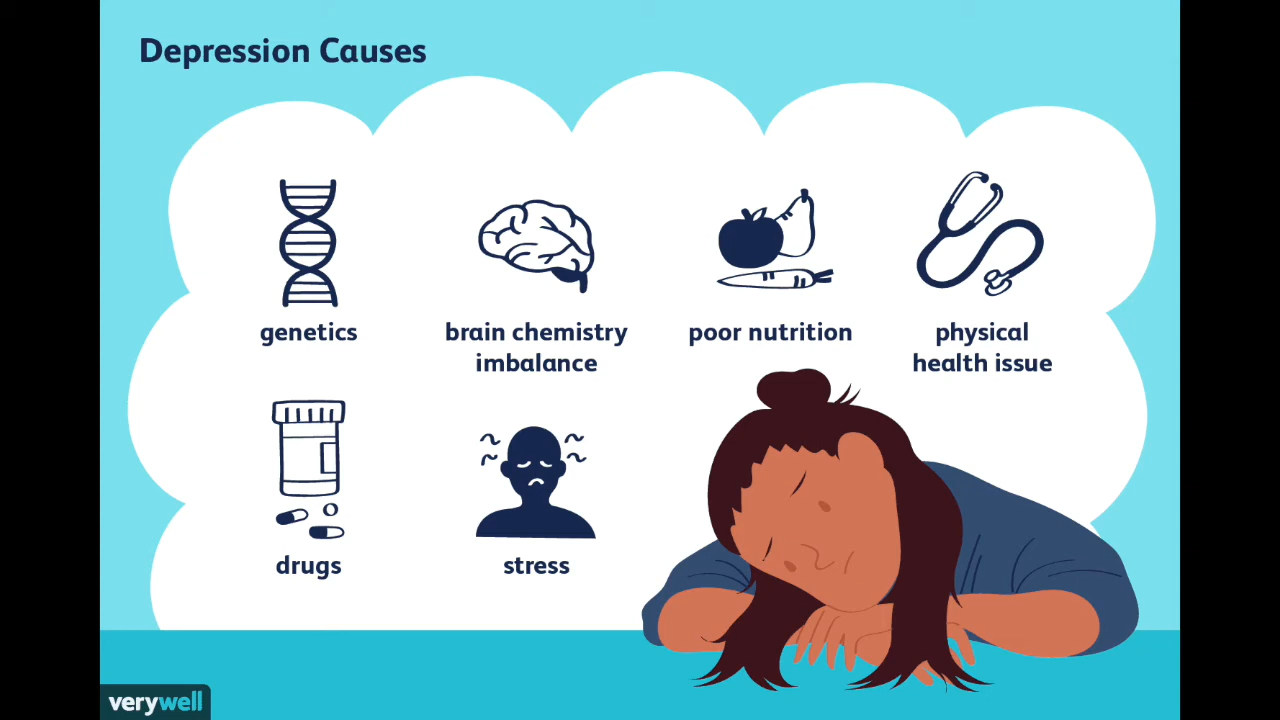 Depression Causes
genetics
brain chemistry
imbalance
poor nutrition
physical
health issue
drugs
stress
verywell